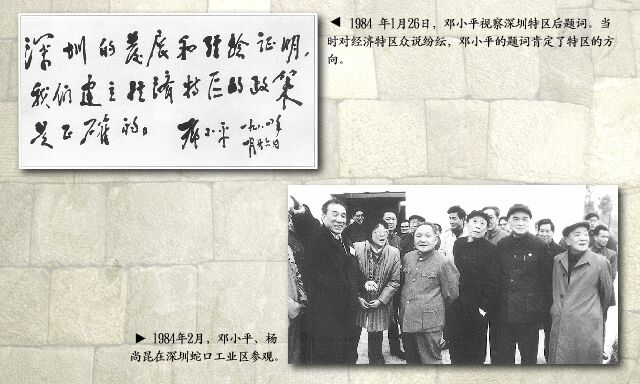 深圳的发展和经验证明，
我们建立经济特区的政策
是正确的。
邓小平 一九八四年
一月廿六日
◀ 1984 年1月26日，邓小平视察深圳特区后题词。当
时对经济特区众说纷纭，邓小平的题词肯定了特区的方
向。
▶ 1984年2月，邓小平、杨
尚昆在深圳蛇口工业区参观。